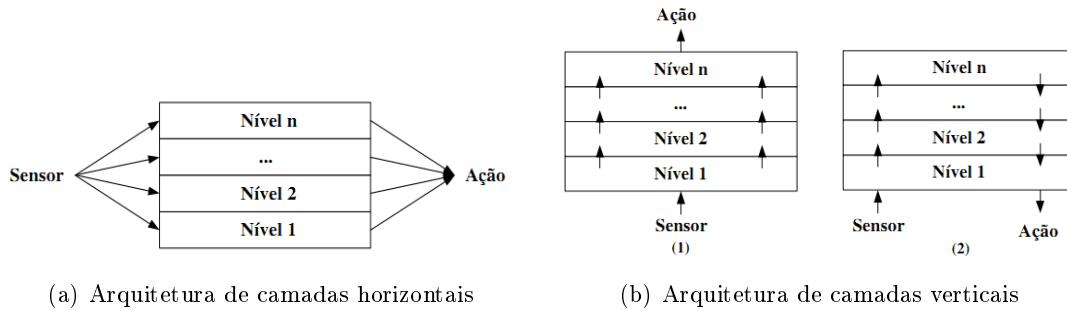 Sensor
Nível n
...
Nível 2
Nível 1
Ação
(a) Arquitetura de camadas horizontais
Ação
Nível n
...
Nível 2
Nível 1
Sensor
(1)
Nível n
...
Nível 2
Nível 1
Sensor
Ação
(2)
(b) Arquitetura de camadas verticais